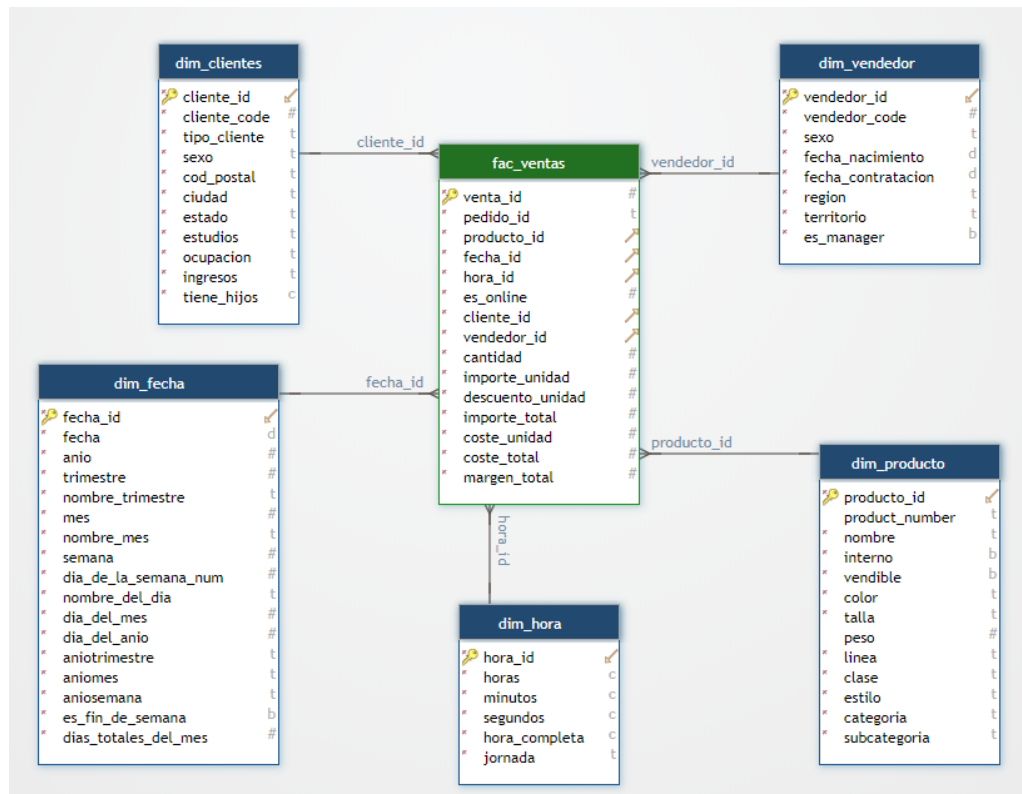 dim_clientes
cliente_id
cliente_code #
tipo_cliente t
sexo t
cod_postal t
ciudad t
estado t
estudios t
ocupacion t
ingresos t
tiene_hijos c
cliente_id
fac_ventas
venta_id #
pedido_id t
producto_id
fecha_id
hora_id
es_online #
cliente_id
vendedor_id
cantidad #
importe_unidad #
descuento_unidad #
importe_total #
coste_unidad #
coste_total #
margen_total #
vendedor_id
dim_vendedor
vendedor_id
vendedor_code #
sexo t
fecha_nacimiento d
fecha_contratacion d
region t
territorio t
es_manager b
dim_fecha
fecha_id
fecha d
anio #
trimestre #
nombre_trimestre t
mes #
nombre_mes t
semana #
dia_de_la_semana_num #
nombre_del_dia t
dia_del_mes #
dia_del_anio #
aniotrimestre t
aniomes t
aniosemana t
es_fin_de_semana b
dias_totales_del_mes #
fecha_id
hora_id
dim_hora
hora_id
horas c
minutos c
segundos c
hora_completa c
jornada t
producto_id
dim_producto
producto_id
product_number t
nombre t
interno b
vendible b
color t
talla t
peso #
linea t
clase t
estilo t
categoria t
subcategoria t